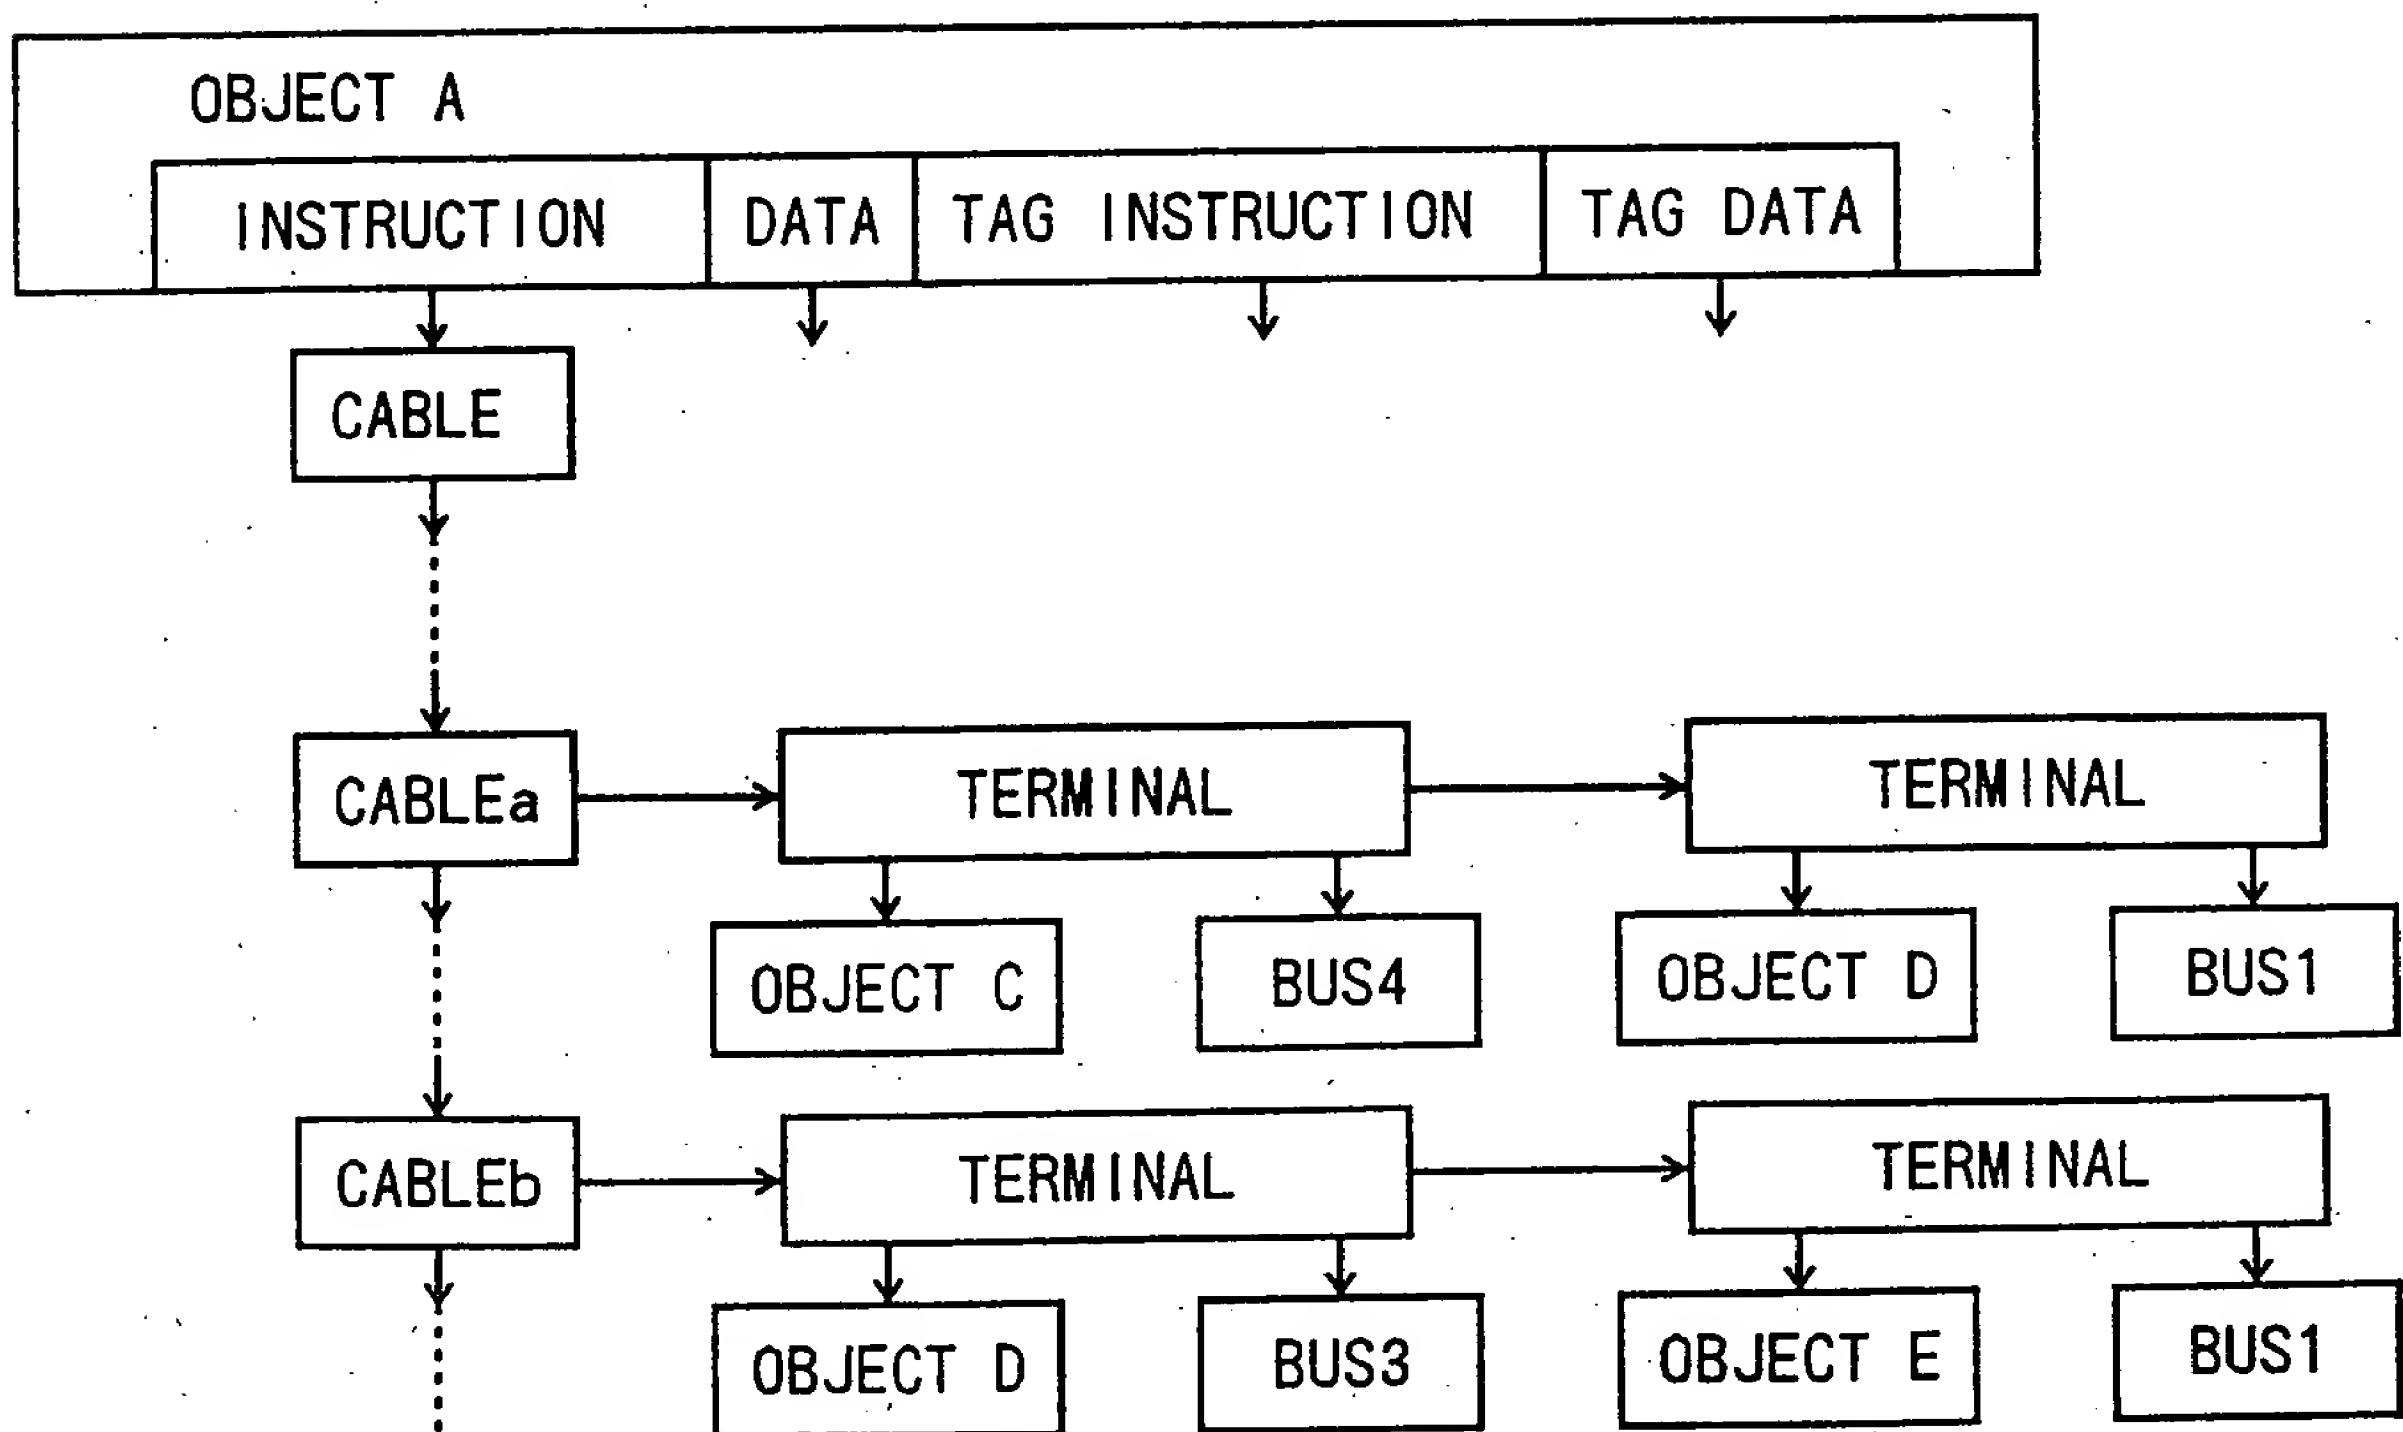 OBJECT A
INSTRUCTION DATA TAG INSTRUCTION TAG DATA
CABLE
CABLEa TERMINAL TERMINAL
OBJECT C BUS4 OBJECT D BUS1
CABLEb TERMINAL TERMINAL
OBJECT D BUS3 OBJECT E BUS1